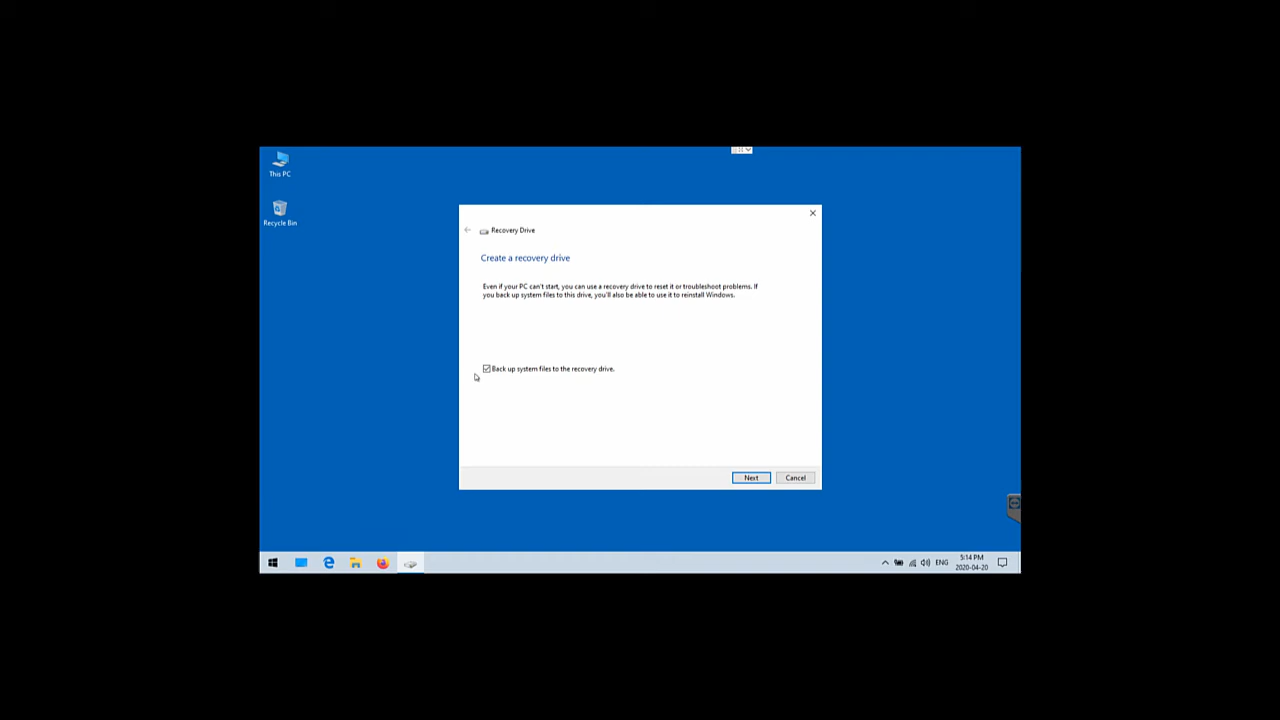 This PC
Recycle Bin
Recovery Drive
Create a recovery drive
Even if your PC can't start, you can use a recovery drive to reset it or troubleshoot problems. If
you back up system files to this drive, you'll also be able to use it to reinstall Windows.
Back up system files to the recovery drive.
Next
Cancel
ENG
5:14 PM
2020-04-20